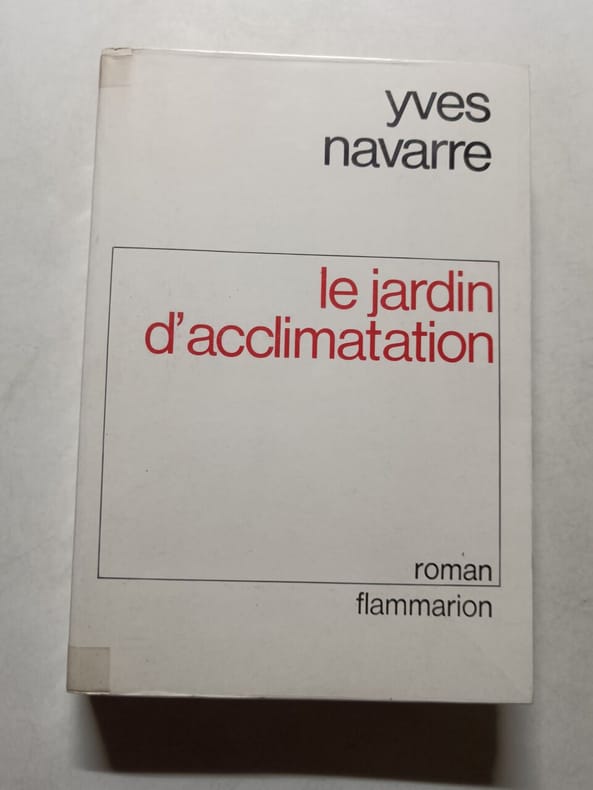 yves
navarre
le jardin
d'acclimatation
roman
flammarion